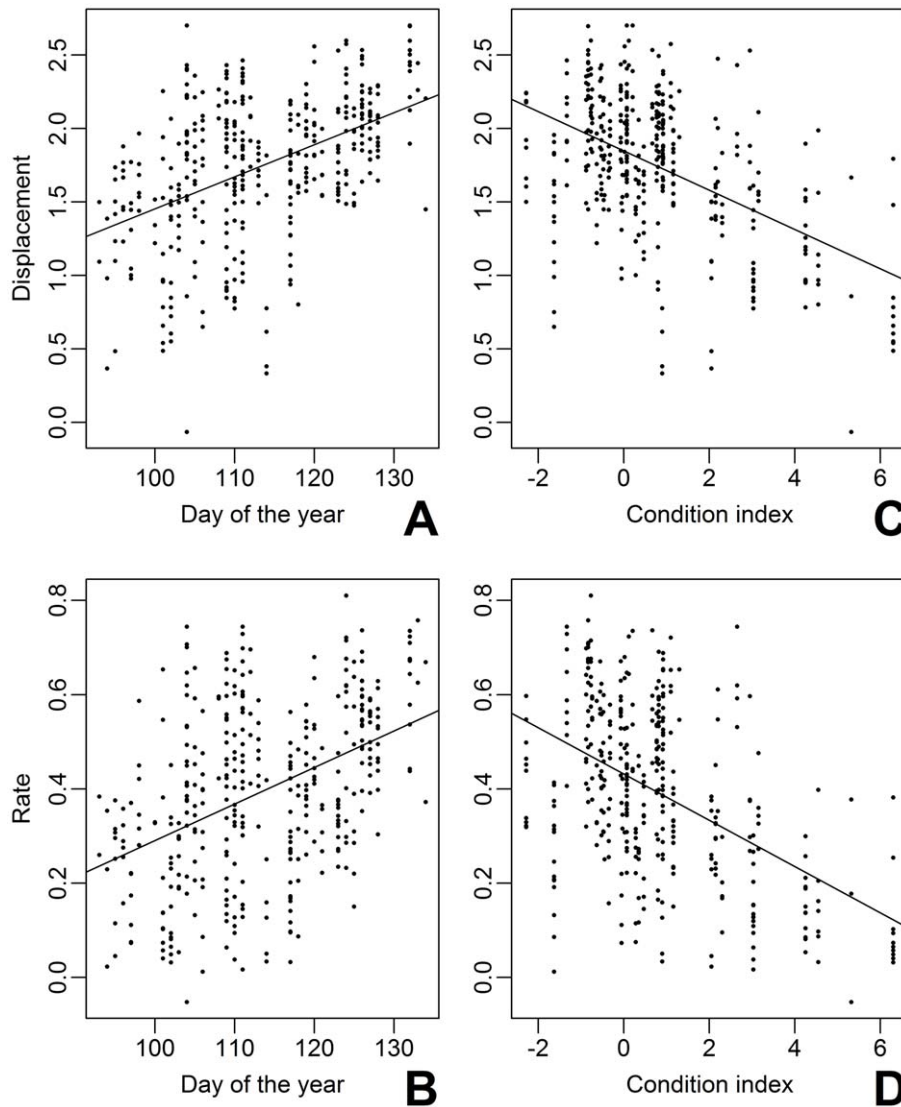 Displacement
0.0 0.5 1.0 1.5 2.0 2.5
100 110 120 130
Day of the year
A
-2 0 2 4 6
Condition index
C
Rate
0.0 0.2 0.4 0.6 0.8
100 110 120 130
Day of the year
B
0.0 0.5 1.0 1.5 2.0 2.5
0.0 0.2 0.4 0.6 0.8
-2 0 2 4 6
Condition index
D